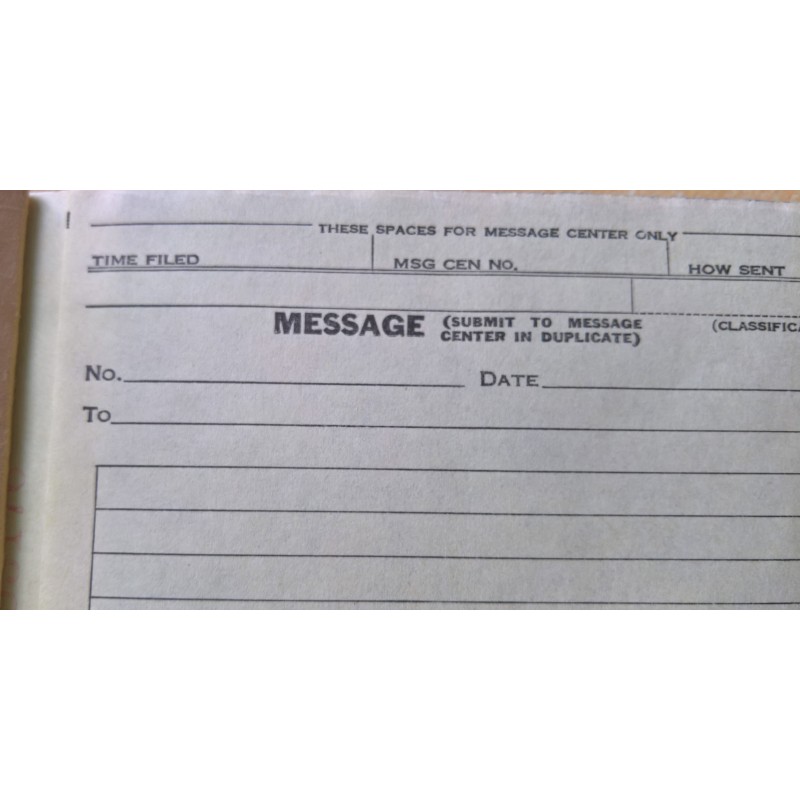 THESE SPACES FOR MESSAGE CENTER ONLY
TIME FILED MSG CEN NO. HOW SENT
MESSAGE (SUBMIT TO MESSAGE CENTER IN DUPLICATE) (CLASSIFICA
No. DATE
To